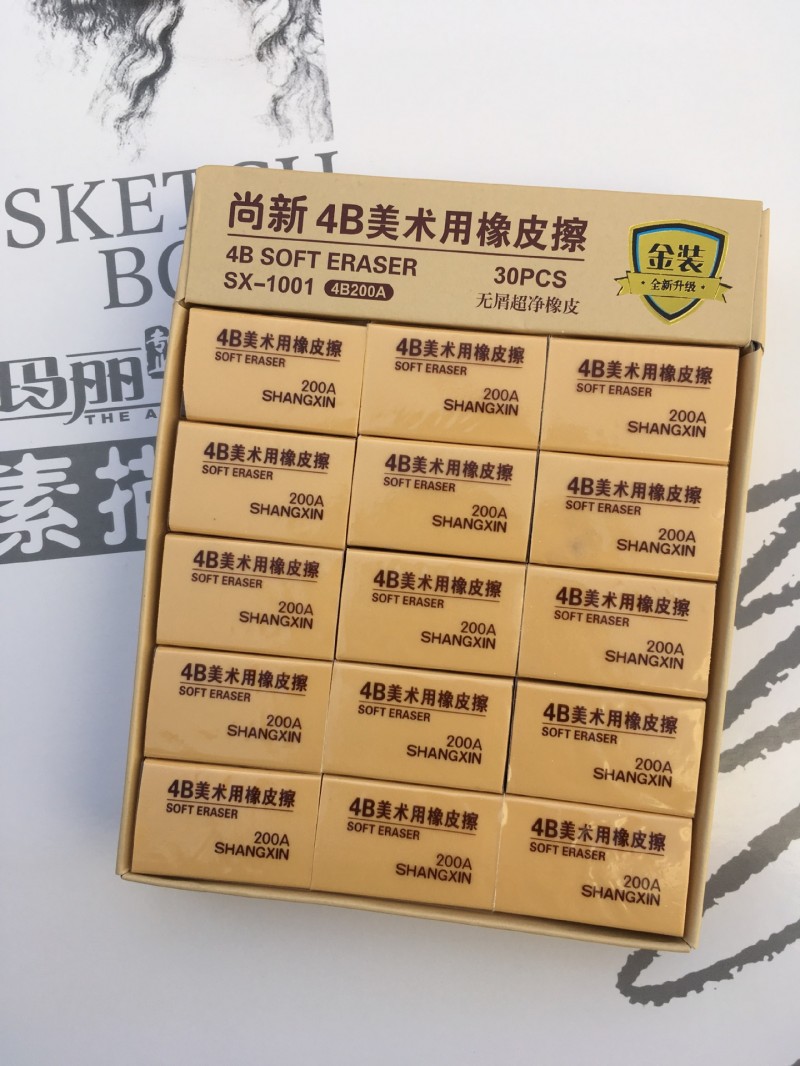 SKETCH
尚新 4B美术用橡皮擦
4B SOFT ERASER
30PCS
SX-1001 4B200A
无屑超净橡皮
金装
·全新升级·
玛丽
THE A
素描
4B美术用橡皮擦
SOFT ERASER
200A
SHANGXIN
4B美术用橡皮擦
SOFT ERASER
200A
SHANGXIN
4B美术用橡皮擦
SOFT ERASER
200A
SHANGXIN
4B美术用橡皮擦
SOFT ERASER
200A
SHANGXIN
4B美术用橡皮擦
SOFT ERASER
200A
SHANGXIN
4B美术用橡皮擦
SOFT ERASER
200A
SHANGXIN
4B美术用橡皮擦
SOFT ERASER
200A
SHANGXIN
4B美术用橡皮擦
SOFT ERASER
200A
SHANGXIN
4B美术用橡皮擦
SOFT ERASER
200A
SHANGXIN
4B美术用橡皮擦
SOFT ERASER
200A
SHANGXIN
4B美术用橡皮擦
SOFT ERASER
200A
SHANGXIN
4B美术用橡皮擦
SOFT ERASER
200A
SHANGXIN
4B美术用橡皮擦
SOFT ERASER
200A
SHANGXIN
4B美术用橡皮擦
SOFT ERASER
200A
SHANGXIN
4B美术用橡皮擦
SOFT ERASER
200A
SHANGXIN